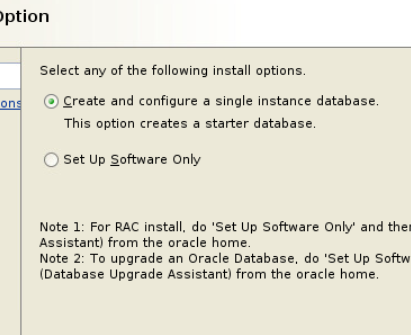 Option
ons
Select any of the following install options.
Create and configure a single instance database.
This option creates a starter database.
Set Up Software Only
Note 1: For RAC install, do 'Set Up Software Only' and then
Assistant) from the oracle home.
Note 2: To upgrade an Oracle Database, do 'Set Up Softw
(Database Upgrade Assistant) from the oracle home.